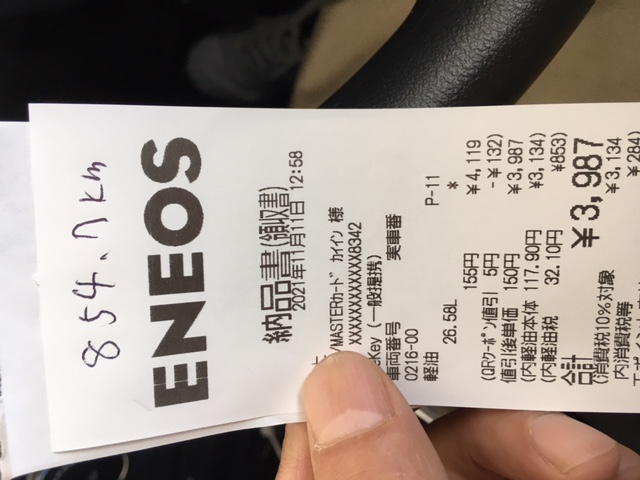 854.7km
ENEOS
納品書(領収書)
2021年11月11日 12:58
MASTERカード カイイン 様
XXXXXXXXXXXX8342
Key (一般提携)
車両番号 実車番
0216-00
軽油 P-11
26.58L *
155円 ¥4,119
(QRクーポン値引 5円 -¥132)
値引後単価 150円 ¥3,987
(内軽油本体 117.90円 ¥3,134)
(内軽油税 32.10円 ¥853)
合計 ¥3,987
(消費税10%対象 ¥3,134
内消費税等 ¥284)